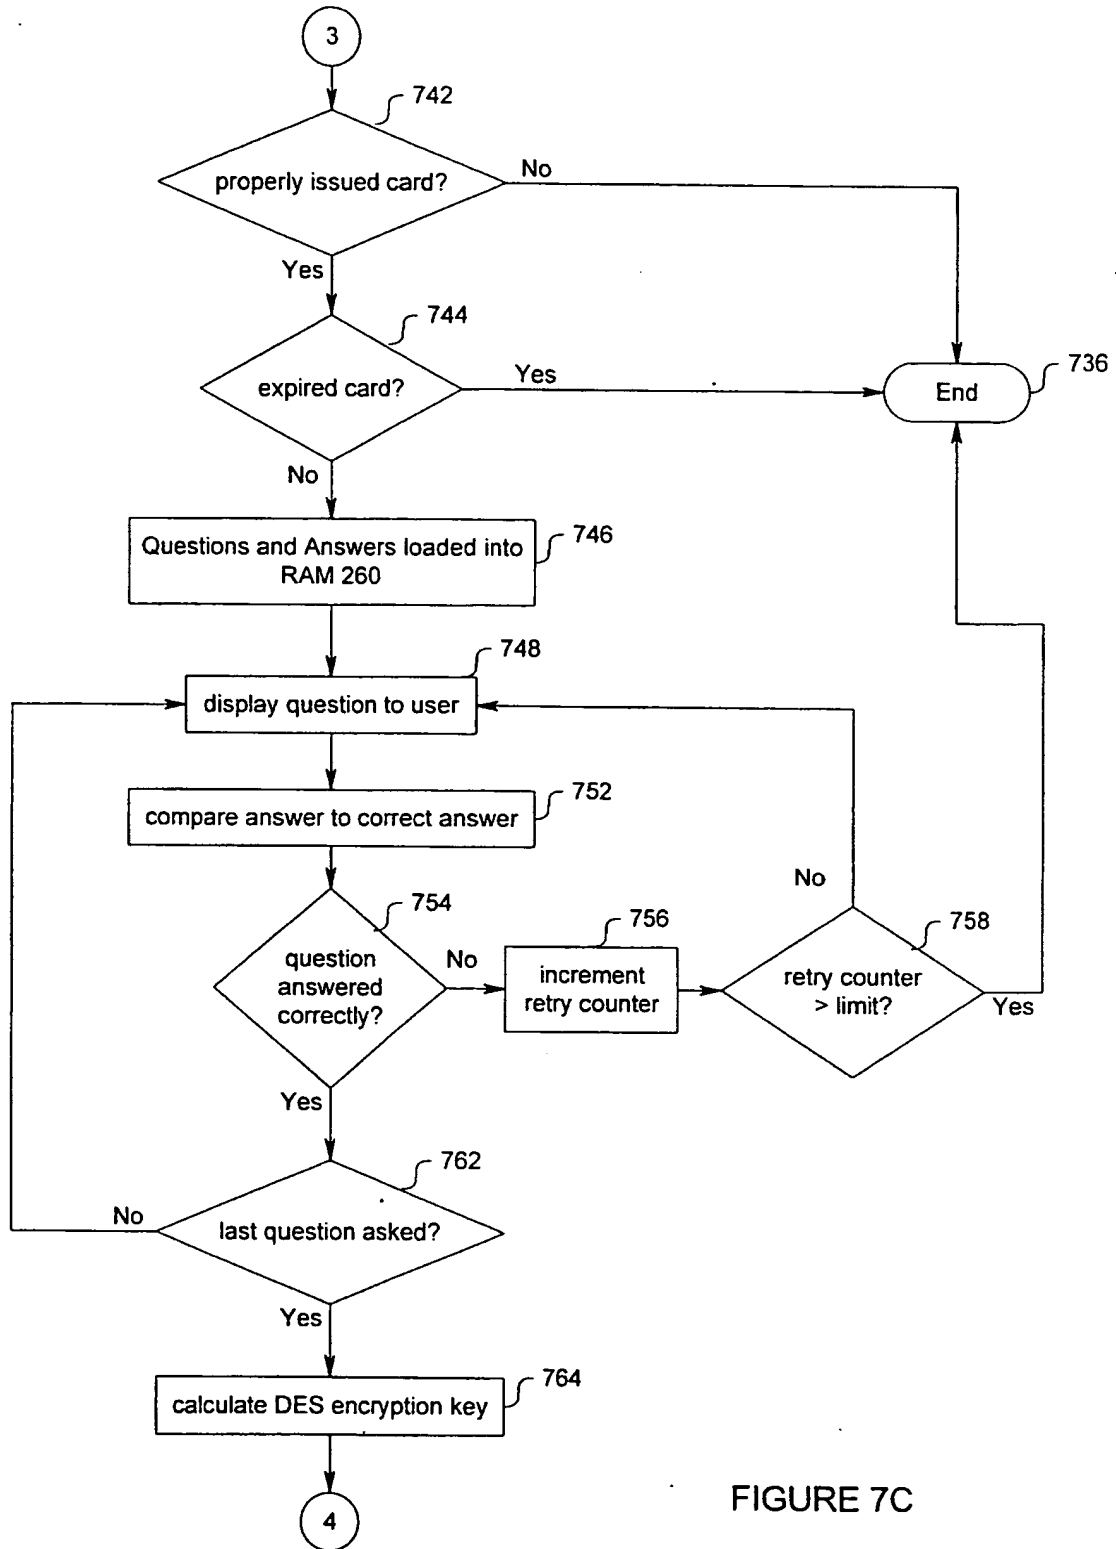 3
742
properly issued card?
No
Yes
744
expired card?
Yes
736
End
No
Questions and Answers loaded into
RAM 260
746
748
display question to user
752
compare answer to correct answer
No
754
question
answered
correctly?
No
756
increment
retry counter
758
retry counter
> limit?
Yes
Yes
762
last question asked?
No
Yes
764
calculate DES encryption key
4
FIGURE 7C